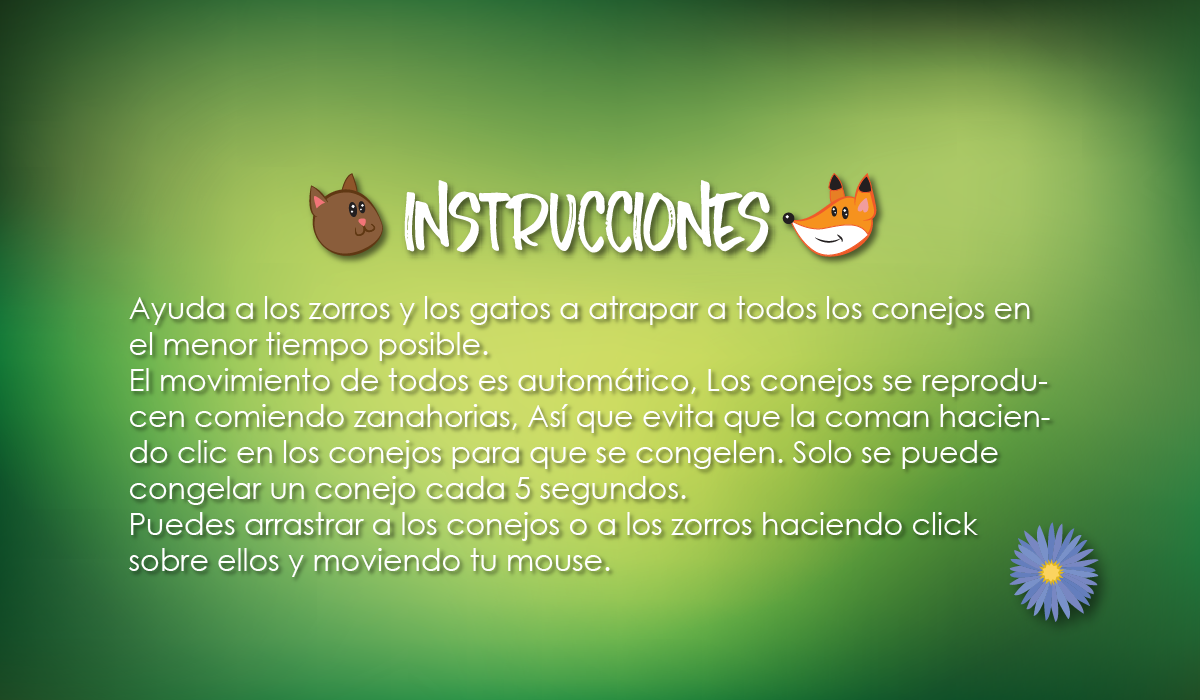 INSTRUCCIONES
Ayuda a los zorros y los gatos a atrapar a todos los conejos en
el menor tiempo posible.
El movimiento de todos es automático, Los conejos se reprodu-
cen comiendo zanahorias, Así que evita que la coman hacien-
do clic en los conejos para que se congelen. Solo se puede
congelar un conejo cada 5 segundos.
Puedes arrastrar a los conejos o a los zorros haciendo click
sobre ellos y moviendo tu mouse.